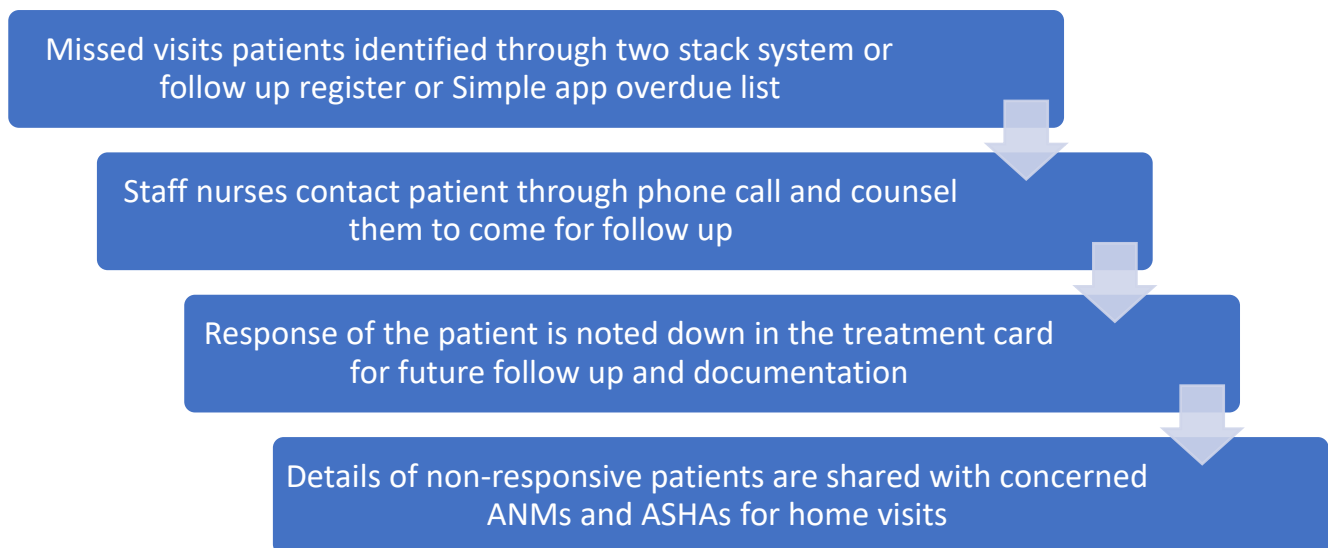 Missed visits patients identified through two stack system or
follow up register or Simple app overdue list
Staff nurses contact patient through phone call and counsel
them to come for follow up
Response of the patient is noted down in the treatment card
for future follow up and documentation
Details of non-responsive patients are shared with concerned
ANMs and ASHAs for home visits